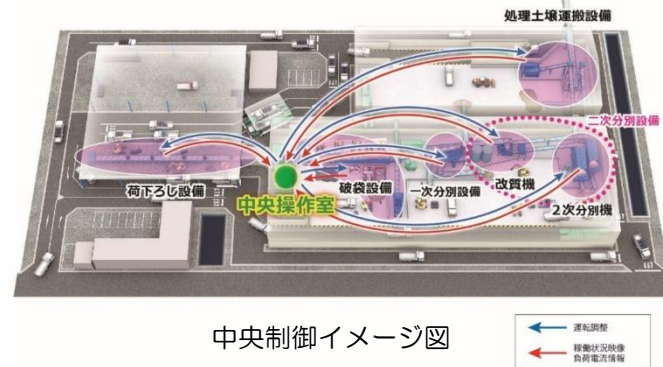 処理土壌運搬設備
二次分別設備
荷下ろし設備
中央操作室
破袋設備
一次分別設備
改質機
2次分別機
中央制御イメージ図
運転調整
稼働状況映像
負荷電流情報